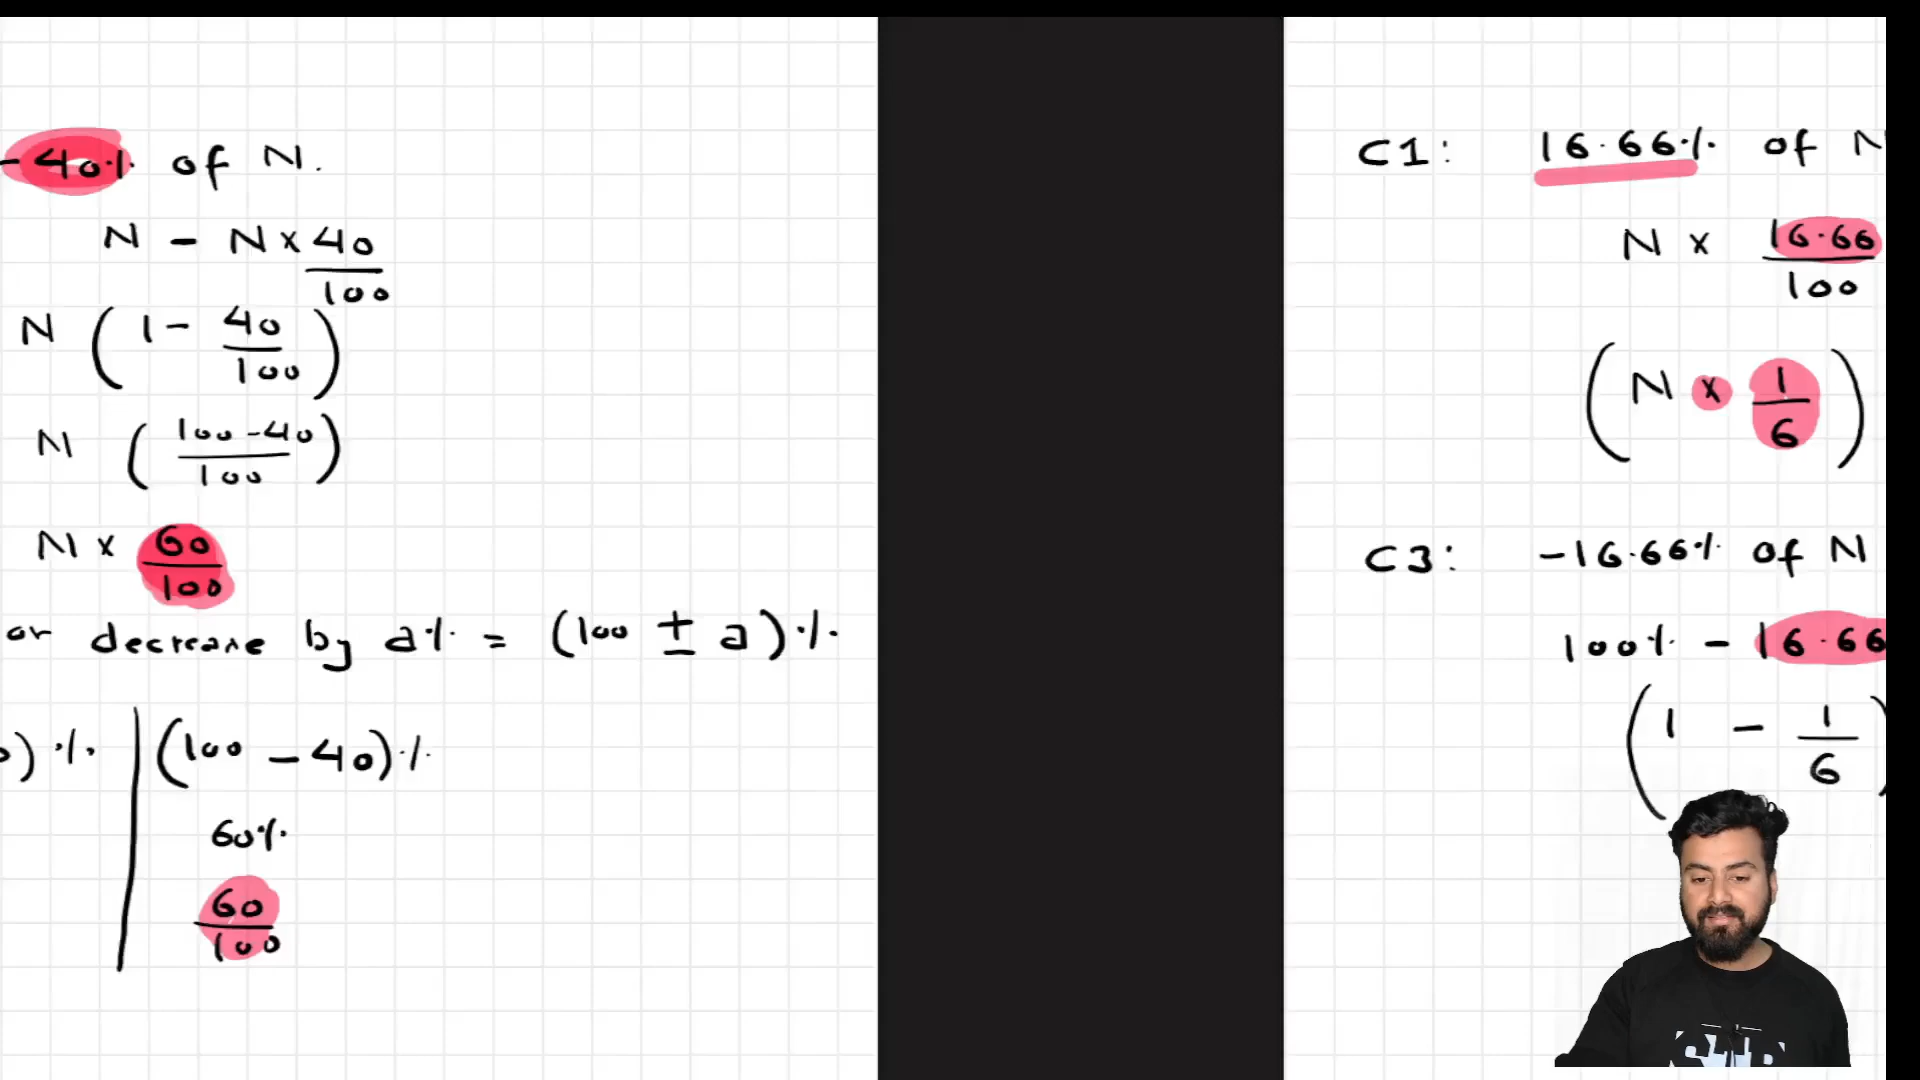 -40% of N.
N - N x 40
100
N ( 1 - 40
100 )
N ( 100 - 40
100 )
N x 60
100
or decrease by a% = (100 ± a)%
)% | (100 - 40)%
60%
60
100
C1: 16.66% of N
N x 16.66
100
( N x 1
6 )
C3: -16.66% of N
100% - 16.66
( 1 - 1
6 )